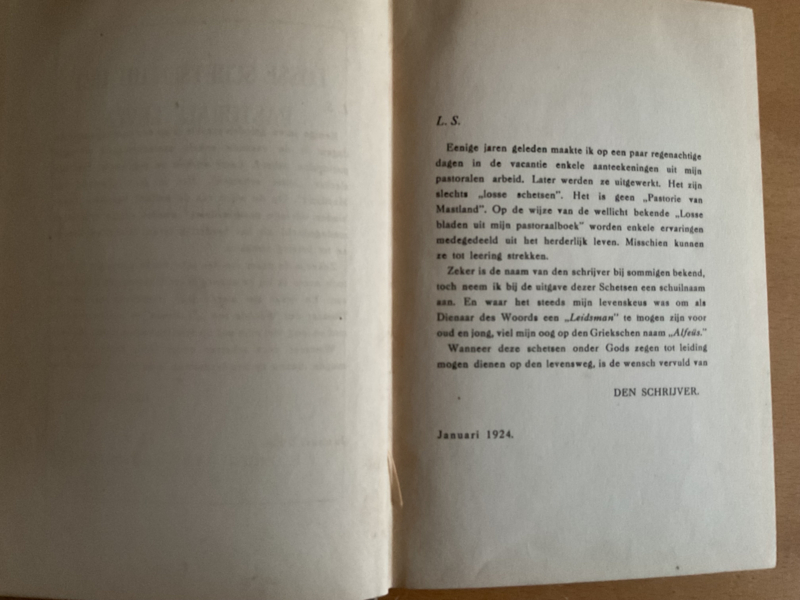 L. S.
Eenige jaren geleden maakte ik op een paar regenachtige
dagen in de vacantie enkele aanteekeningen uit mijn
pastoralen arbeid. Later werden ze uitgewerkt. Het zijn
slechts „losse schetsen”. Het is geen „Pastorie van
Mastland”. Op de wijze van de wellicht bekende „Losse
bladen uit mijn pastoraalboek” worden enkele ervaringen
medegedeeld uit het herderlijk leven. Misschien kunnen
ze tot leering strekken.
Zeker is de naam van den schrijver bij sommigen bekend,
toch neem ik bij de uitgave dezer Schetsen een schuilnaam
aan. En waar het steeds mijn levenskeus was om als
Dienaar des Woords een „Leidsman” te mogen zijn voor
oud en jong, viel mijn oog op den Griekschen naam „Alfeüs.”
Wanneer deze schetsen onder Gods zegen tot leiding
mogen dienen op den levensweg, is de wensch vervuld van
DEN SCHRIJVER.
Januari 1924.